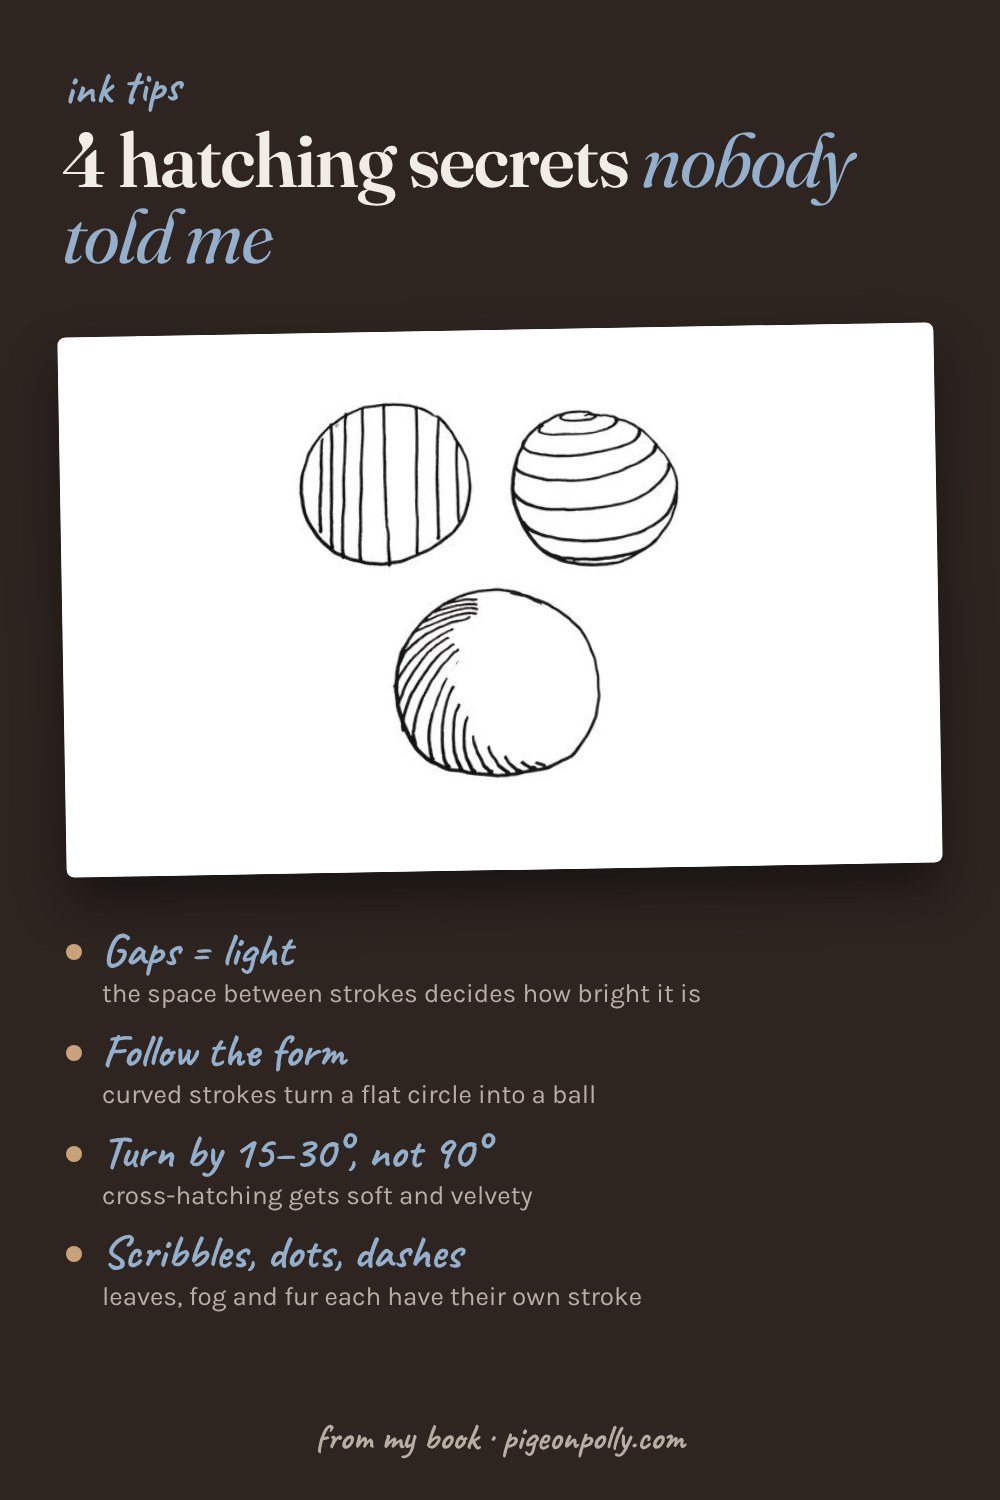 ink tips
4 hatching secrets nobody
told me
Gaps = light
the space between strokes decides how bright it is
Follow the form
curved strokes turn a flat circle into a ball
Turn by 15–30°, not 90°
cross-hatching gets soft and velvety
Scribbles, dots, dashes
leaves, fog and fur each have their own stroke
from my book · pigeonpolly.com